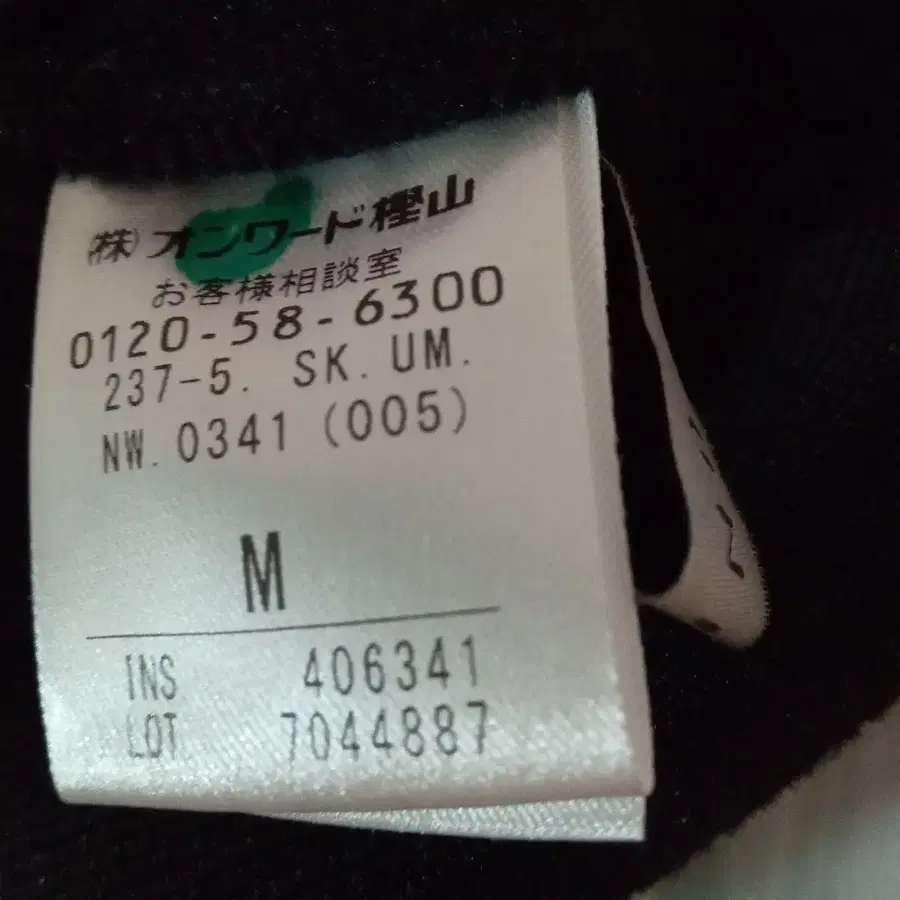 (株)オンワード樫山
お客様相談室
0120-58-6300
237-5. SK. UM.
NW. 0341 (005)
M
INS 406341
LOT 7044887